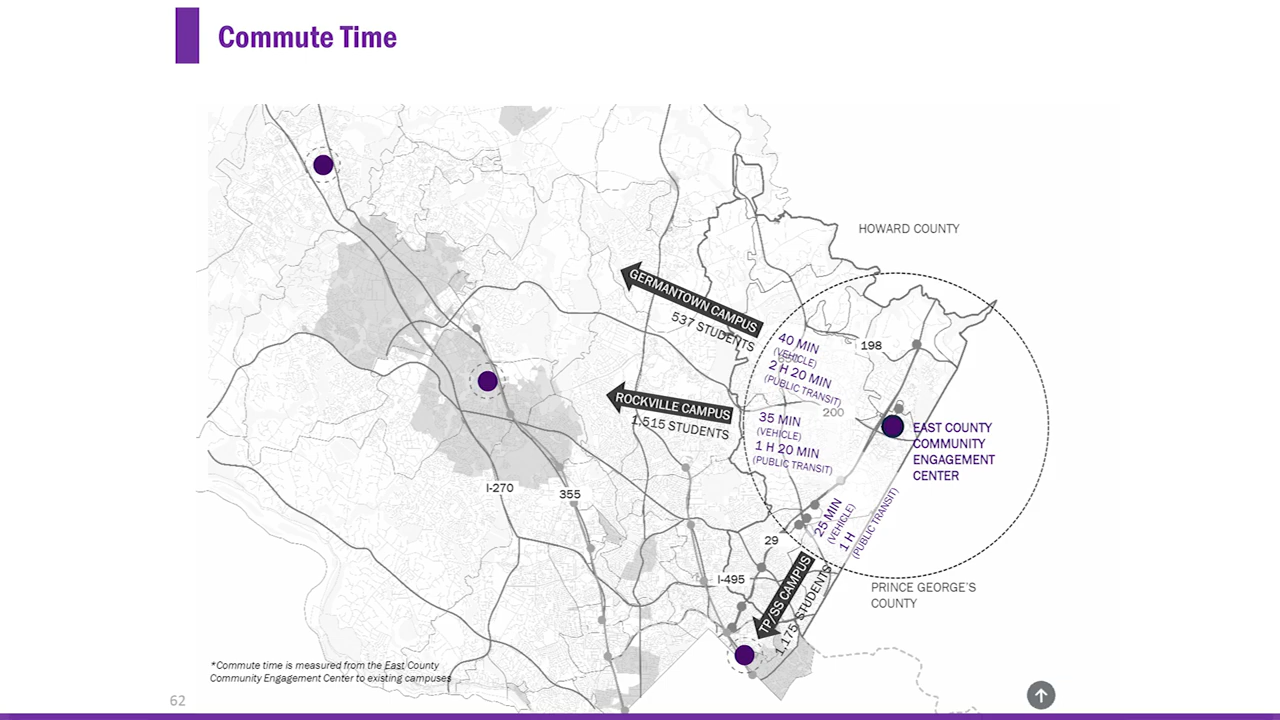 Commute Time
HOWARD COUNTY
GERMANTOWN CAMPUS
537 STUDENTS
40 MIN
(VEHICLE)
2 H 20 MIN
(PUBLIC TRANSIT)
198
650
ROCKVILLE CAMPUS
1,515 STUDENTS
200
35 MIN
(VEHICLE)
1 H 20 MIN
(PUBLIC TRANSIT)
EAST COUNTY
COMMUNITY
ENGAGEMENT
CENTER
I-270
355
25 MIN
(VEHICLE)
1 H
(PUBLIC TRANSIT)
29
I-495
TP/SS CAMPUS
1,175 STUDENTS
PRINCE GEORGE'S
COUNTY
*Commute time is measured from the East County
Community Engagement Center to existing campuses
62